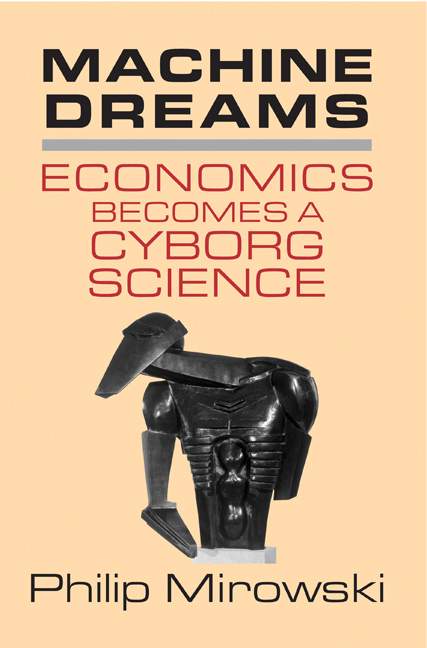 MACHINE
DREAMS
ECONOMICS
BECOMES A
CYBORG
SCIENCE
Philip Mirowski